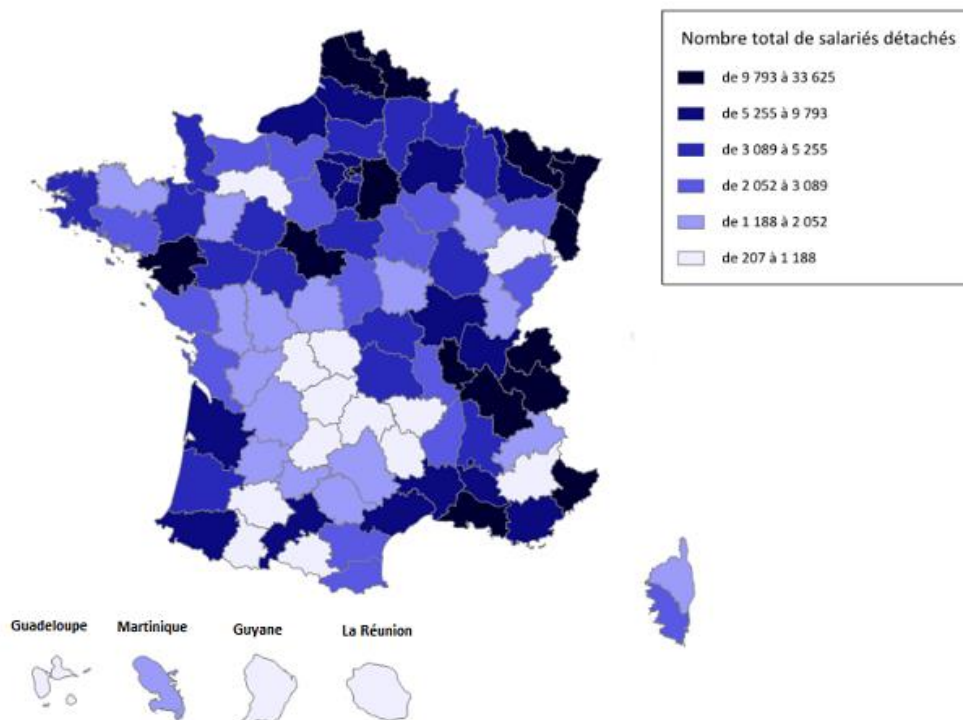 Nombre total de salariés détachés
de 9 793 à 33 625
de 5 255 à 9 793
de 3 089 à 5 255
de 2 052 à 3 089
de 1 188 à 2 052
de 207 à 1 188
Guadeloupe Martinique Guyane La Réunion